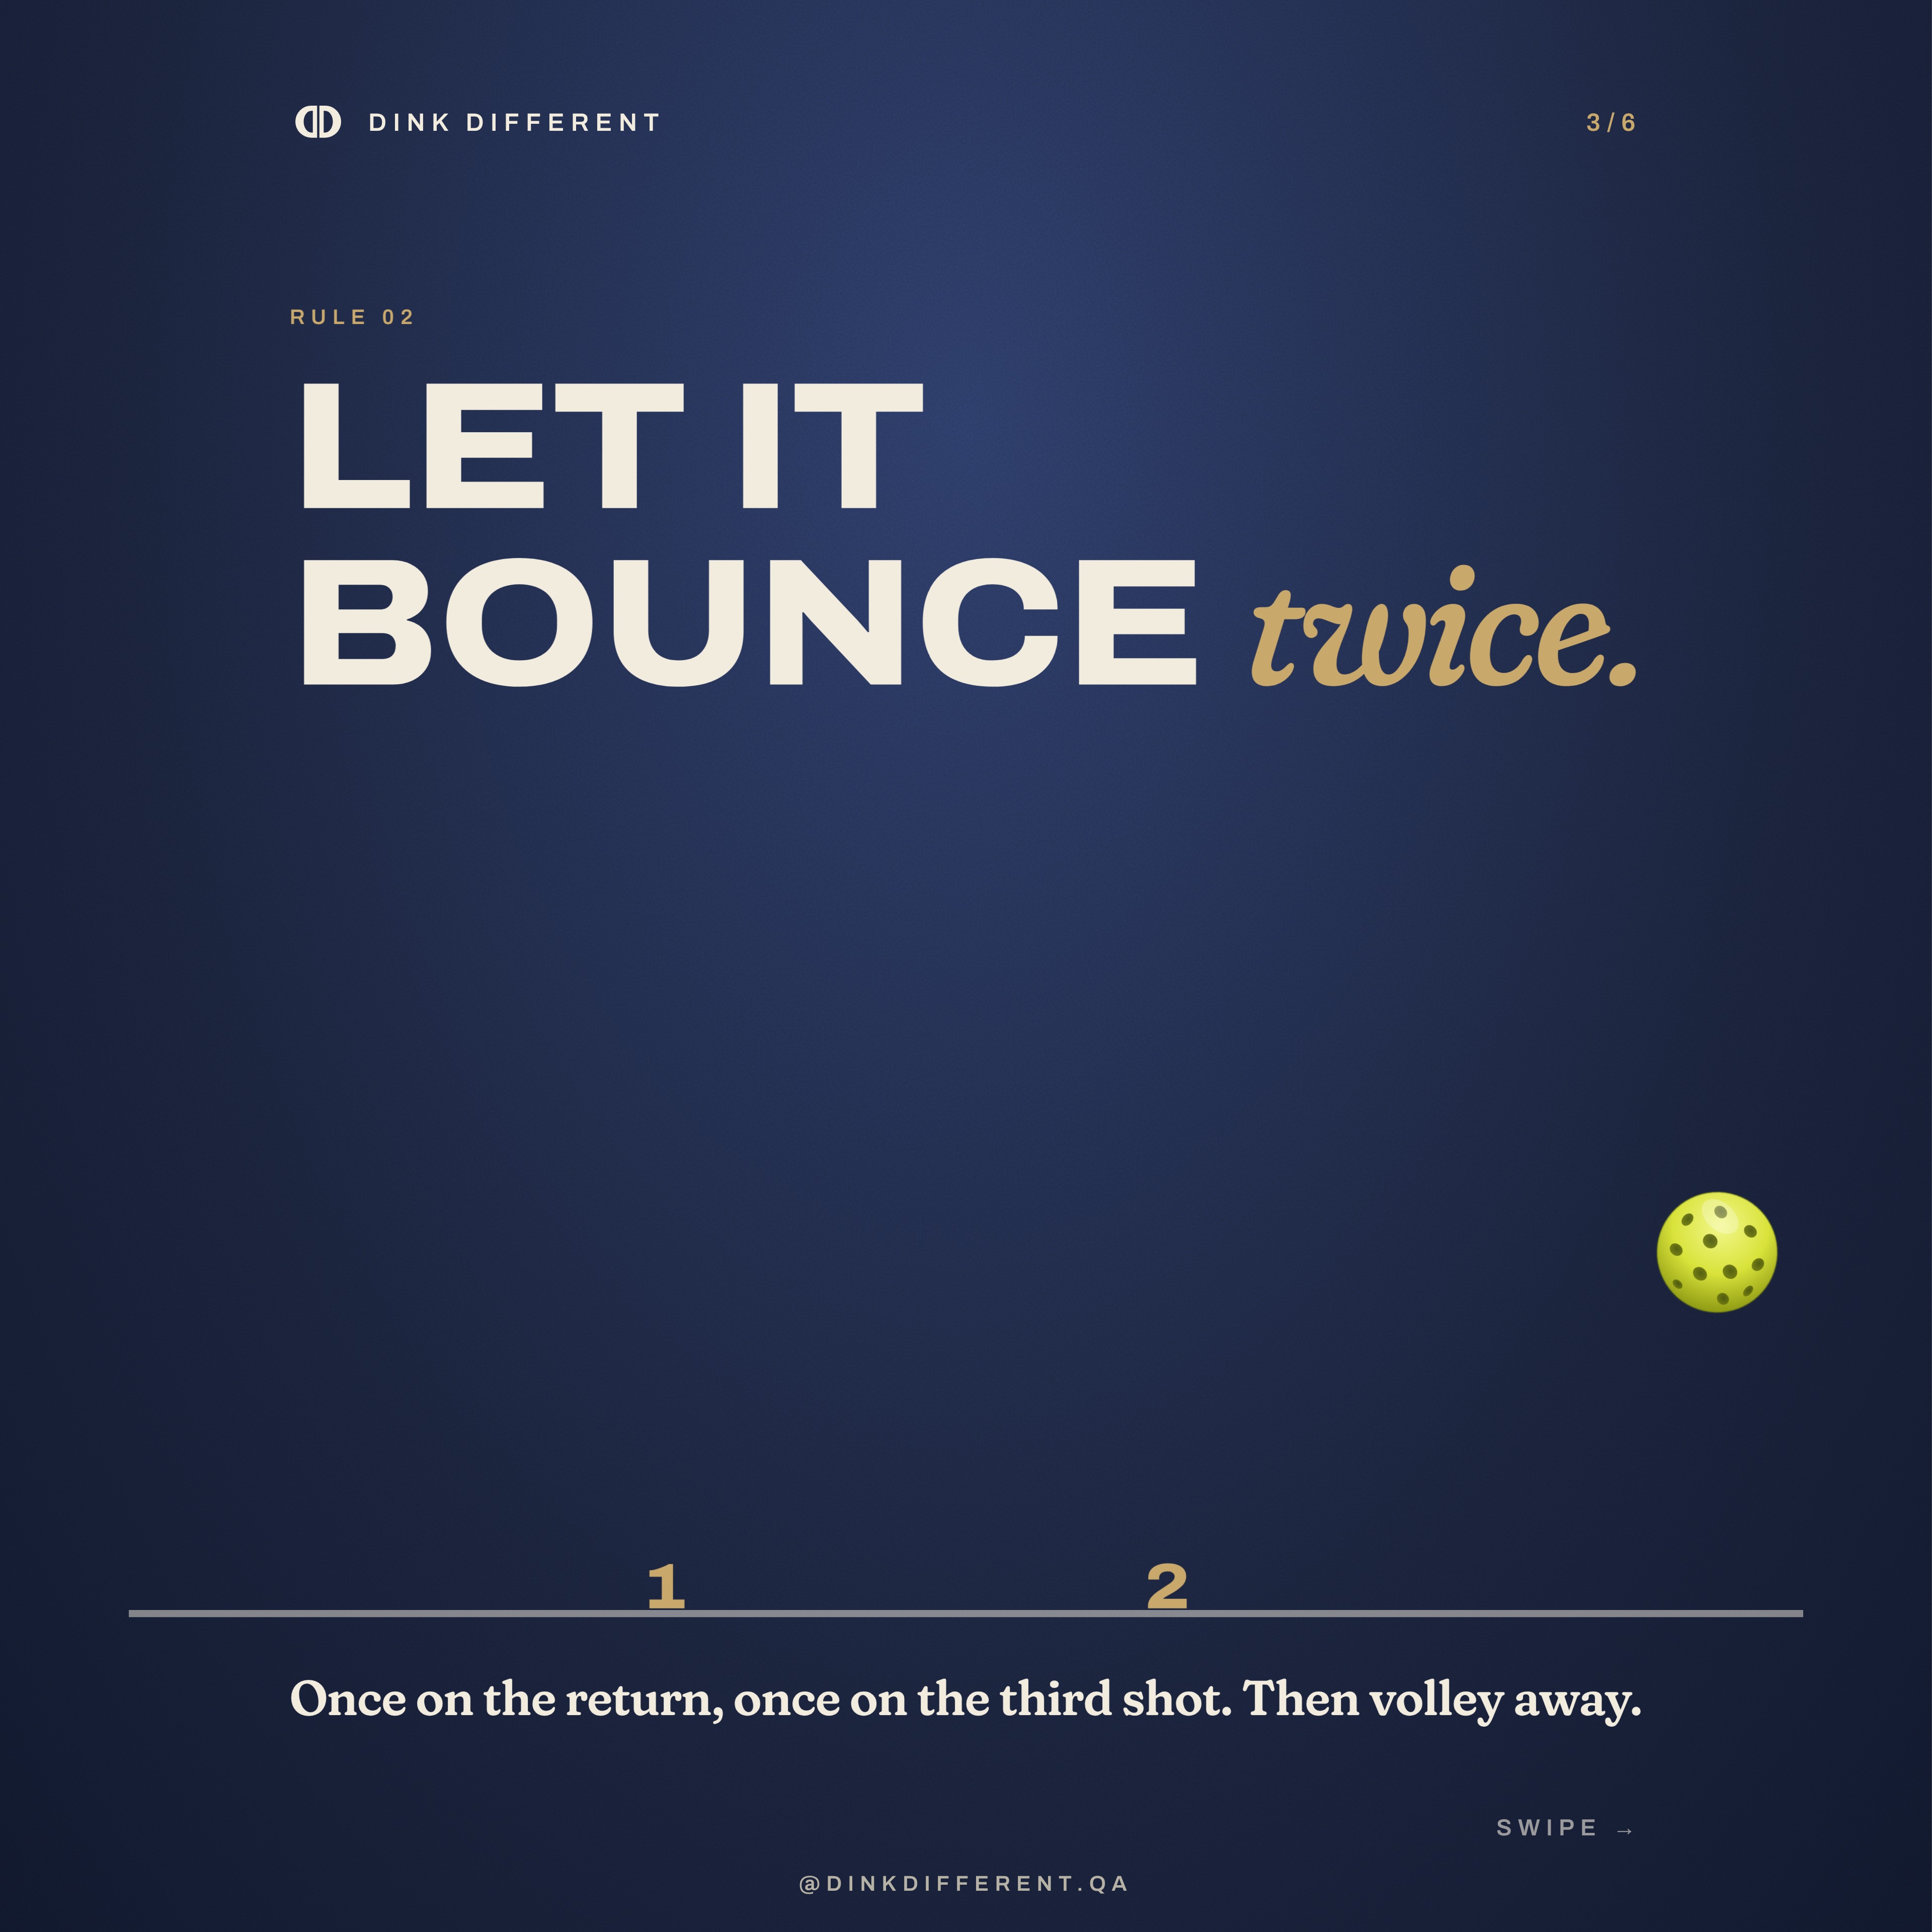 DINK DIFFERENT
3/6
RULE 02
LET IT
BOUNCE twice.
1
2
Once on the return, once on the third shot. Then volley away.
SWIPE →
@DINKDIFFERENT.QA